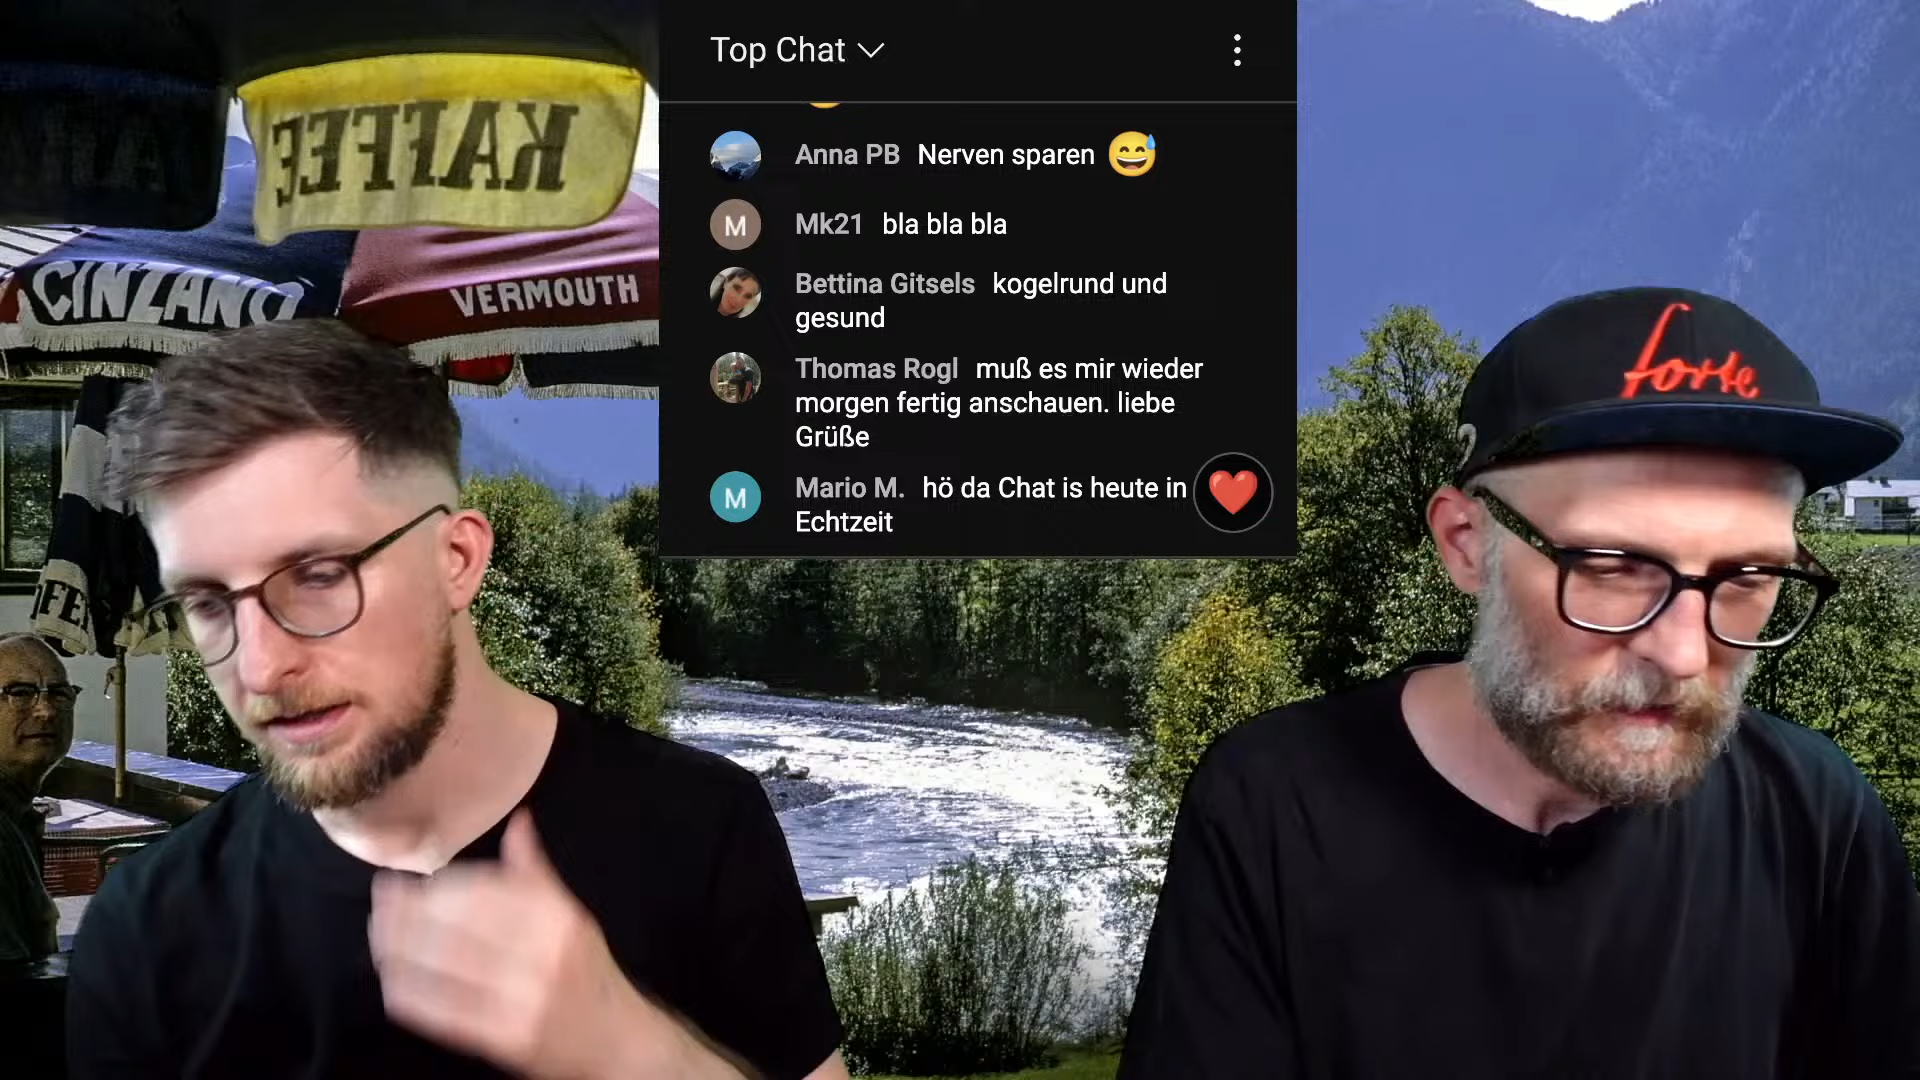 Top Chat
Anna PB Nerven sparen 😅
Mk21 bla bla bla
Bettina Gitsels kogelrund und
gesund
Thomas Rogl muß es mir wieder
morgen fertig anschauen. liebe
Grüße
Mario M. hö da Chat is heute in
Echtzeit
M
M
KAFFEE
CINZANO
VERMOUTH
forte